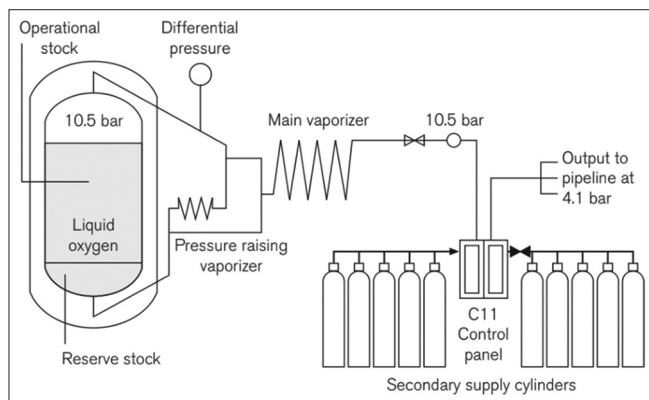 Operational
stock
Differential
pressure
10.5 bar
Main vaporizer
10.5 bar
Output to
pipeline at
4.1 bar
Liquid
oxygen
Pressure raising
vaporizer
C11
Control
panel
Reserve stock
Secondary supply cylinders